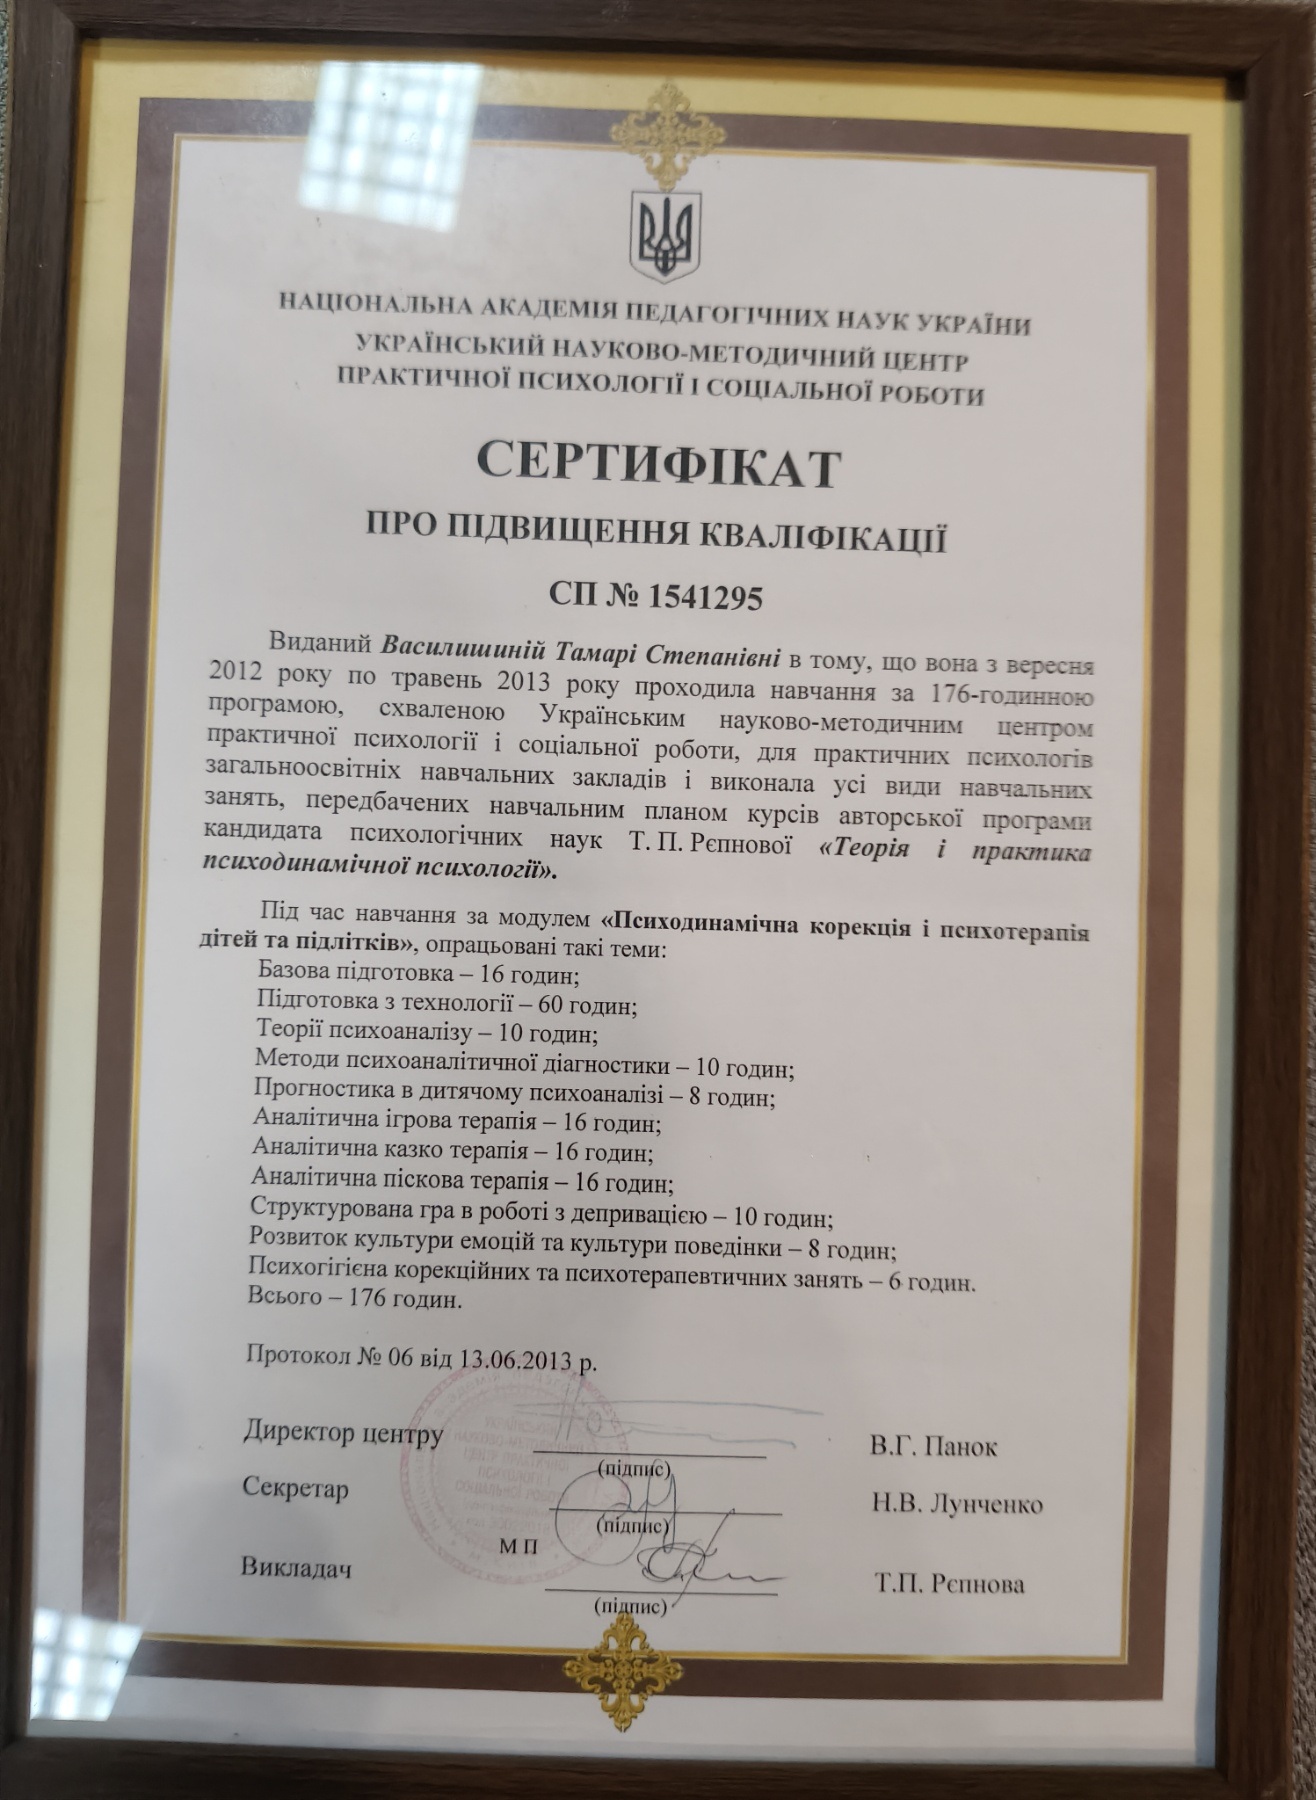 НАЦІОНАЛЬНА АКАДЕМІЯ ПЕДАГОГІЧНИХ НАУК УКРАЇНИ
УКРАЇНСЬКИЙ НАУКОВО-МЕТОДИЧНИЙ ЦЕНТР
ПРАКТИЧНОЇ ПСИХОЛОГІЇ І СОЦІАЛЬНОЇ РОБОТИ
СЕРТИФІКАТ
ПРО ПІДВИЩЕННЯ КВАЛІФІКАЦІЇ
СП № 1541295
Виданий Василишиній Тамарі Степанівні в тому, що вона з вересня
2012 року по травень 2013 року проходила навчання за 176-годинною
програмою, схваленою Українським науково-методичним центром
практичної психології і соціальної роботи, для практичних психологів
загальноосвітніх навчальних закладів і виконала усі види навчальних
занять, передбачених навчальним планом курсів авторської програми
кандидата психологічних наук Т. П. Рєпнової «Теорія і практика
психодинамічної психології».
Під час навчання за модулем «Психодинамічна корекція і психотерапія
дітей та підлітків», опрацьовані такі теми:
Базова підготовка – 16 годин;
Підготовка з технології – 60 годин;
Теорії психоаналізу – 10 годин;
Методи психоаналітичної діагностики – 10 годин;
Прогностика в дитячому психоаналізі – 8 годин;
Аналітична ігрова терапія – 16 годин;
Аналітична казко терапія – 16 годин;
Аналітична піскова терапія – 16 годин;
Структурована гра в роботі з депривацією – 10 годин;
Розвиток культури емоцій та культури поведінки – 8 годин;
Психогігієна корекційних та психотерапевтичних занять – 6 годин.
Всього – 176 годин.
Протокол № 06 від 13.06.2013 р.
Директор центру В.Г. Панок
(підпис)
Секретар Н.В. Лунченко
(підпис)
М П
Викладач Т.П. Рєпнова
(підпис)